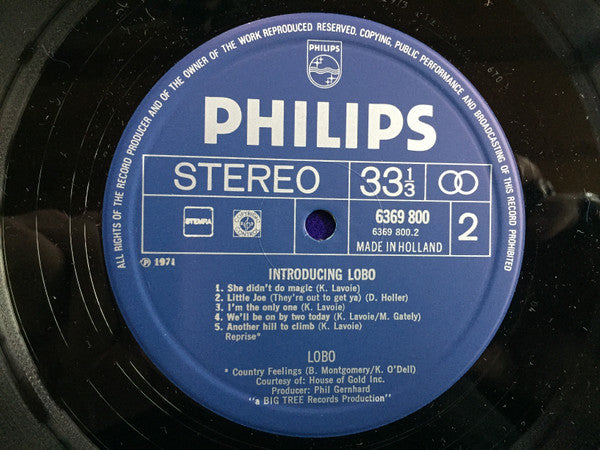 ALL RIGHTS OF THE RECORD PRODUCER AND OF THE OWNER OF THE WORK REPRODUCED RESERVED. COPYING, PUBLIC PERFORMANCE AND BROADCASTING OF THIS RECORD PROHIBITED
PHILIPS
PHILIPS
STEREO 33 1/3
STEMRA
6369 800
6369 800.2
MADE IN HOLLAND
2
℗ 1971
INTRODUCING LOBO
1. She didn't do magic (K. Lavoie)
2. Little Joe (They're out to get ya) (D. Holler)
3. I'm the only one (K. Lavoie)
4. We'll be on by two today (K. Lavoie/M. Gately)
5. Another hill to climb (K. Lavoie)
Reprise*
LOBO
* Country Feelings (B. Montgomery/K. O'Dell)
Courtesy of: House of Gold Inc.
Producer: Phil Gernhard
"a BIG TREE Records Production"